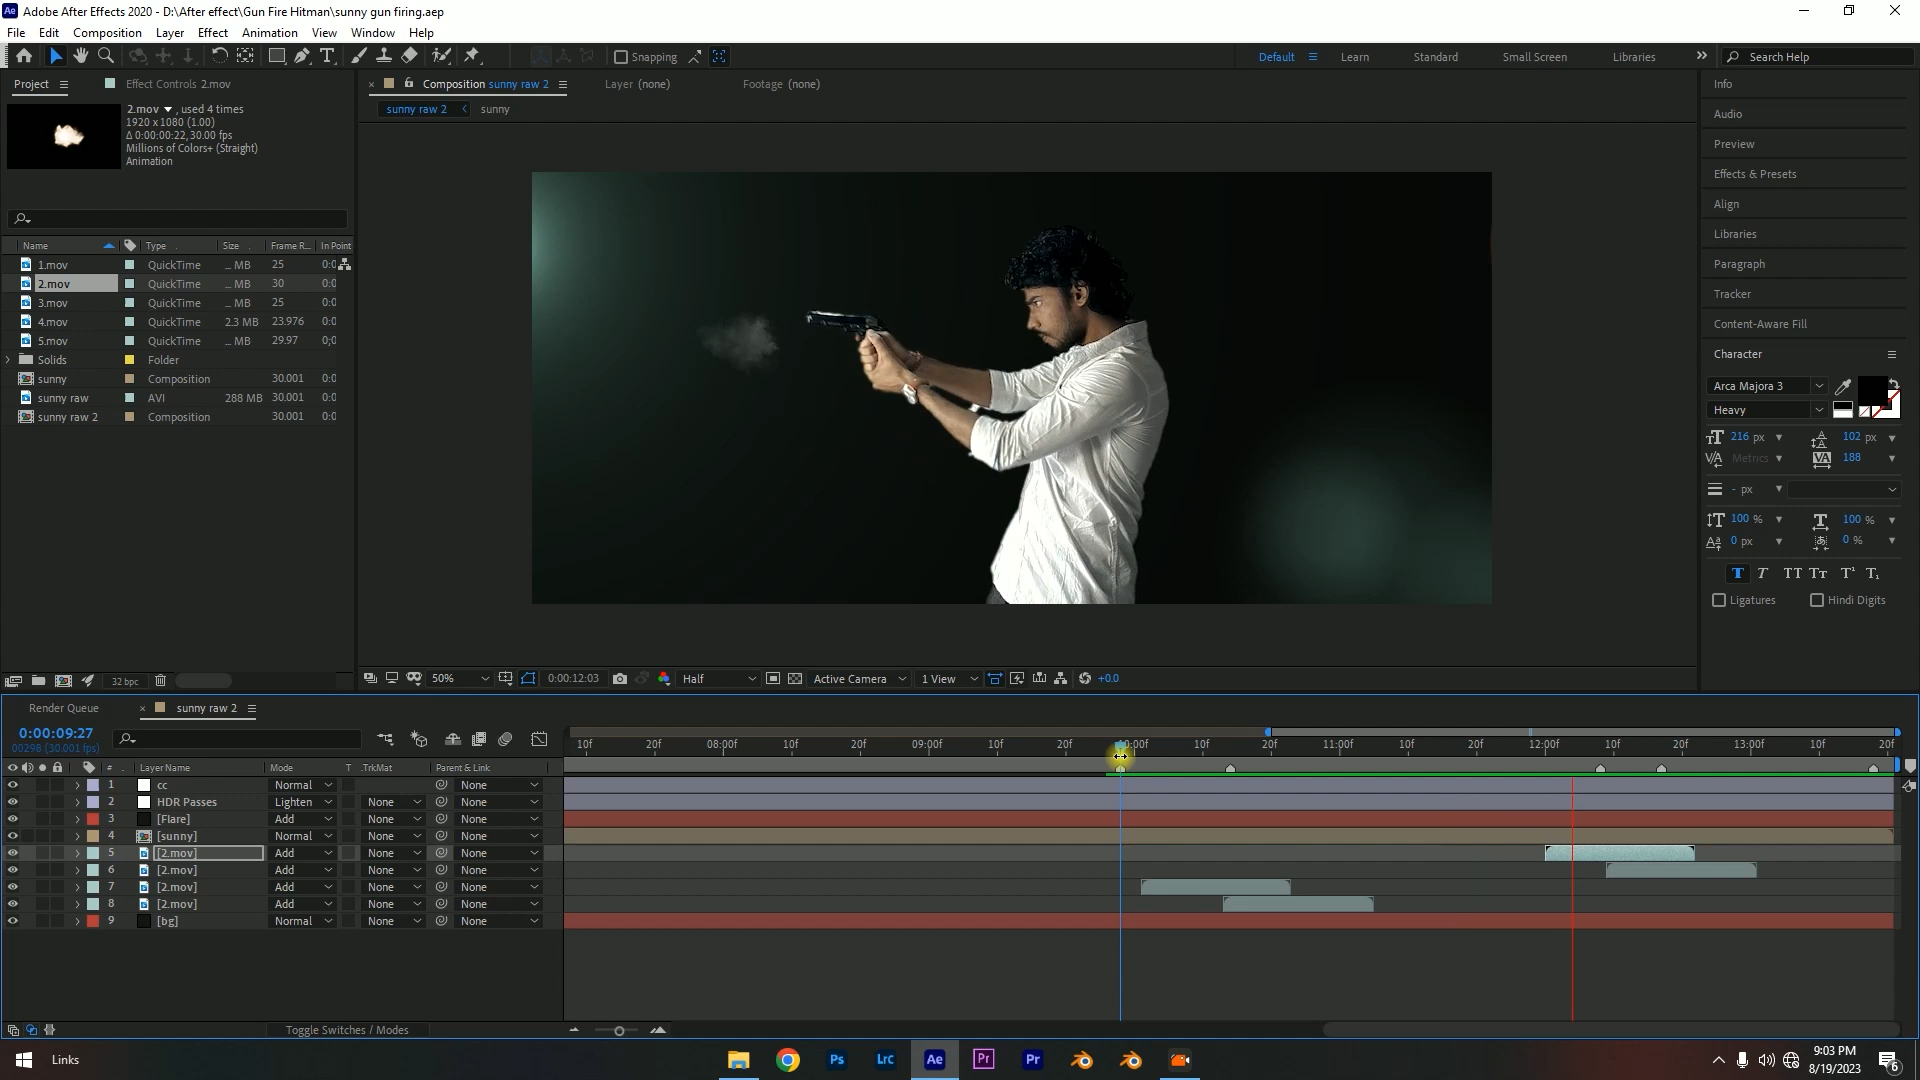 Adobe After Effects 2020 - D:\After effect\Gun Fire Hitman\sunny gun firing.aep
File Edit Composition Layer Effect Animation View Window Help
Snapping Default Learn Standard Small Screen Libraries Search Help
Project Effect Controls 2.mov
Composition sunny raw 2 Layer (none) Footage (none)
sunny raw 2 sunny
2.mov , used 4 times
1920 x 1080 (1.00)
Δ 0:00:00:22, 30.00 fps
Millions of Colors+ (Straight)
Animation
Name Type Size Frame R... In Point
1.mov QuickTime ... MB 25 0:0
2.mov QuickTime ... MB 30 0:0
3.mov QuickTime ... MB 25 0:0
4.mov QuickTime 2.3 MB 23.976 0:0
5.mov QuickTime ... MB 29.97 0;0
Solids Folder
sunny Composition 30.001 0:0
sunny raw AVI 288 MB 30.001 0:0
sunny raw 2 Composition 30.001 0:0
32 bpc
50% 0:00:12:03 Half Active Camera 1 View +0.0
Info
Audio
Preview
Effects & Presets
Align
Libraries
Paragraph
Tracker
Content-Aware Fill
Character
Arca Majora 3
Heavy
216 px 102 px
Metrics 188
- px
100 % 100 %
0 px 0 %
T T TT Tt T¹ T₁
Ligatures Hindi Digits
Render Queue sunny raw 2
0:00:09:27
00298 (30.001 fps)
10f 20f 08:00f 10f 20f 09:00f 10f 20f 0:00f 10f 20f 11:00f 10f 20f 12:00f 10f 20f 13:00f 10f 20f
# Layer Name Mode T .TrkMat Parent & Link
1 cc Normal None
2 HDR Passes Lighten None None
3 [Flare] Add None None
4 [sunny] Normal None None
5 [2.mov] Add None None
6 [2.mov] Add None None
7 [2.mov] Add None None
8 [2.mov] Add None None
9 [bg] Normal None None
Toggle Switches / Modes
Links
Ps Lrc Ae Pr Pr
9:03 PM
8/19/2023
6